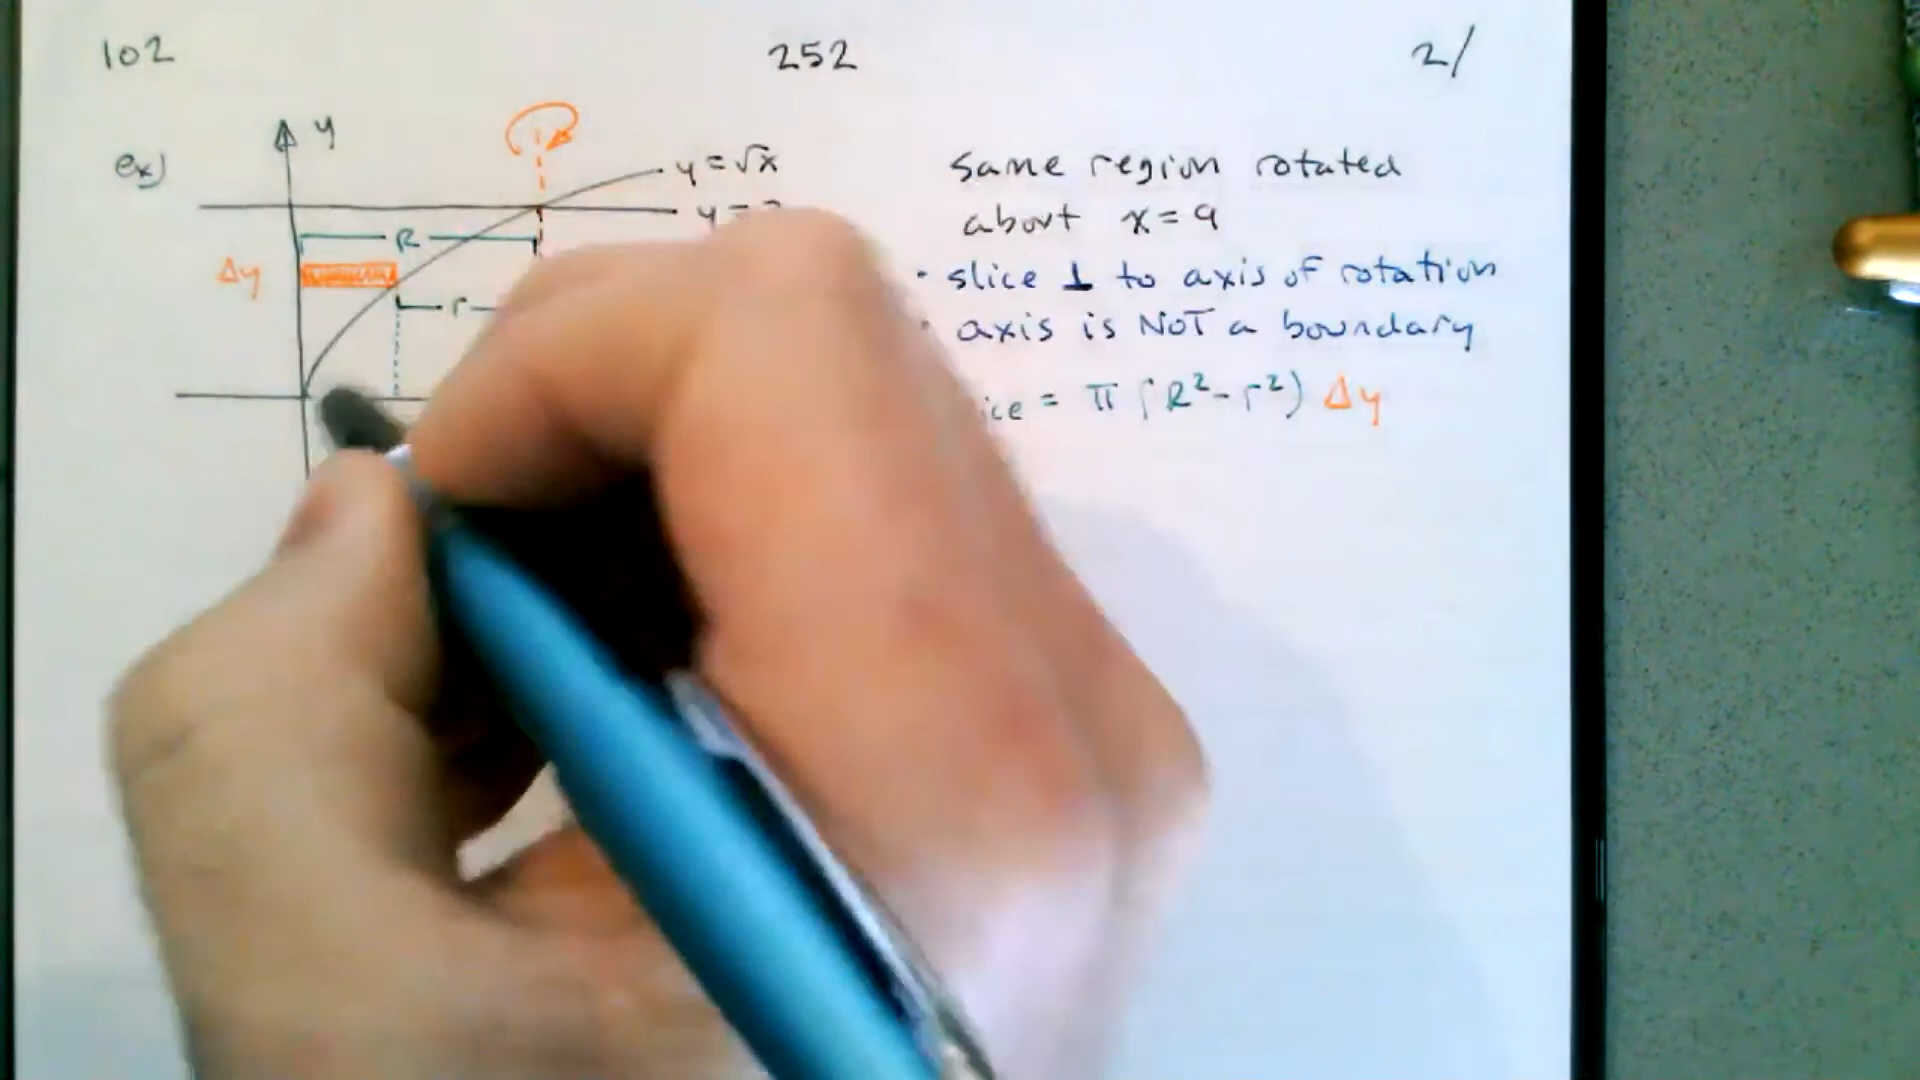 102 252 2/
ex) y
y = √x
y =
R
Δy
r
same region rotated
about x = 9
• slice ⊥ to axis of rotation
• axis is NOT a boundary
ice = π (R² - r²) Δy